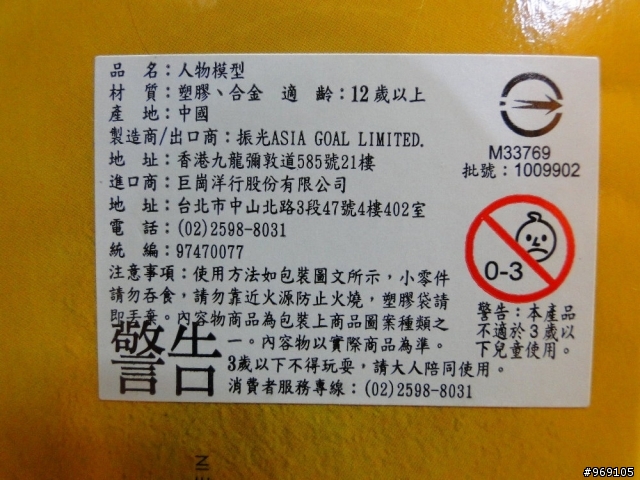 品　名：人物模型
材　質：塑膠、合金　適　齡：12歲以上
產　地：中國
製造商/出口商：振光ASIA GOAL LIMITED.
地　址：香港九龍彌敦道585號21樓
進口商：巨崗洋行股份有限公司
地　址：台北市中山北路3段47號4樓402室
電　話：(02)2598-8031
統　編：97470077
注意事項：使用方法如包裝圖文所示，小零件
請勿吞食，請勿靠近火源防止火燒，塑膠袋請
即丟棄。內容物商品為包裝上商品圖案種類之
一。內容物以實際商品為準。
警告
3歲以下不得玩耍，請大人陪同使用。
消費者服務專線：(02)2598-8031
M33769
批號：1009902
0-3
警告：本產品
不適於3歲以
下兒童使用。
#969105